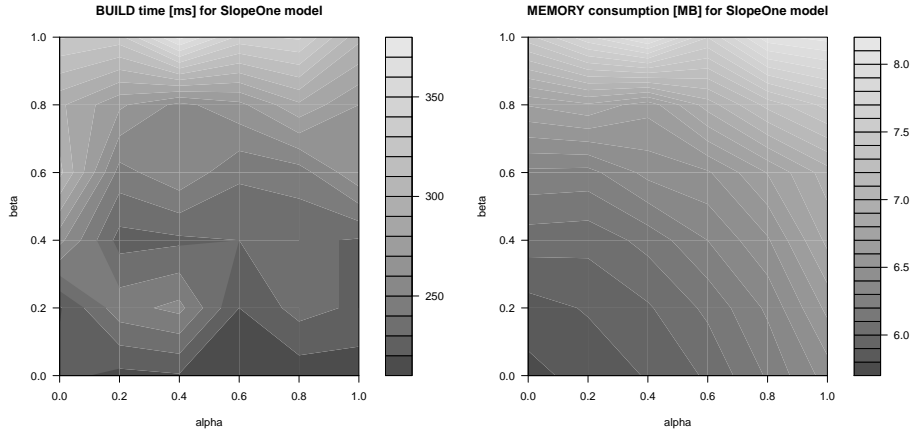 BUILD time [ms] for SlopeOne model
1.0
0.8
0.6
0.4
0.2
0.0
beta
0.0 0.2 0.4 0.6 0.8 1.0
alpha
350
300
250
MEMORY consumption [MB] for SlopeOne model
1.0
0.8
0.6
0.4
0.2
0.0
beta
0.0 0.2 0.4 0.6 0.8 1.0
alpha
8.0
7.5
7.0
6.5
6.0